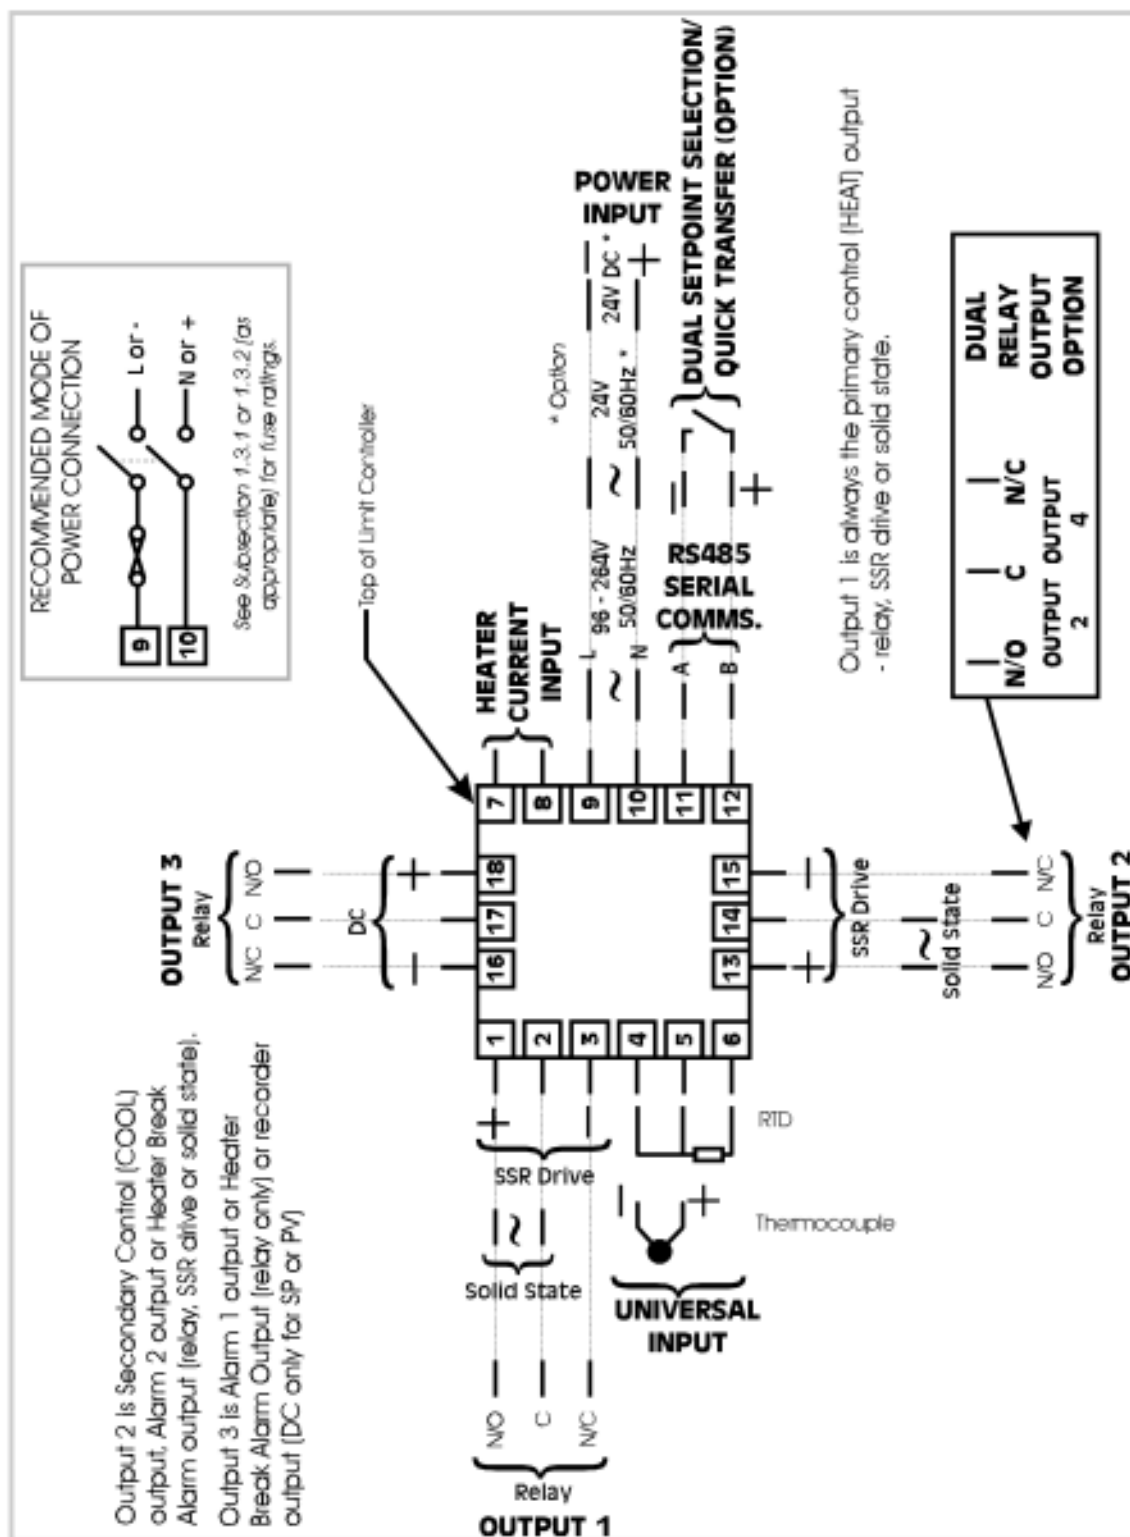 RECOMMENDED MODE OF
POWER CONNECTION
9
L or -
10
N or +
See Subsection 1.3.1 or 1.3.2 (as
appropriate) for fuse ratings.
Top of Limit Controller
HEATER
CURRENT
INPUT
* Option
POWER
INPUT
L
96 - 264V
24V
24V DC *
50/60Hz
50/60Hz *
~
~
N
–
+
RS485
SERIAL
COMMS.
A
B
–
+
DUAL SETPOINT SELECTION/
QUICK TRANSFER (OPTION)
Output 1 is always the primary control (HEAT) output
- relay, SSR drive or solid state.
N/O C N/C
OUTPUT OUTPUT
2 4
DUAL
RELAY
OUTPUT
OPTION
OUTPUT 3
Relay
N/C C N/O
DC
– +
7
8
9
10
11
12
16 17 18
13 14 15
1
2
3
4
5
6
+ –
SSR Drive
~
Solid State
N/O C N/C
Relay
OUTPUT 2
Output 2 is Secondary Control (COOL)
output, Alarm 2 output or Heater Break
Alarm output (relay, SSR drive or solid state).
Output 3 is Alarm 1 output or Heater
Break Alarm Output (relay only) or recorder
output (DC only for SP or PV)
+
–
SSR Drive
~
Solid State
N/O
C
N/C
Relay
OUTPUT 1
RTD
–
+
Thermocouple
UNIVERSAL
INPUT